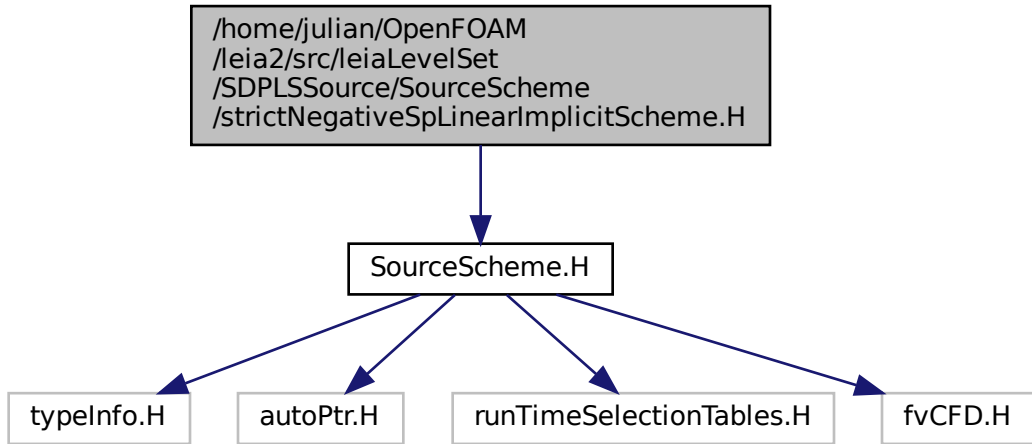 /home/julian/OpenFOAM
/leia2/src/leiaLevelSet
/SDPLSSource/SourceScheme
/strictNegativeSpLinearImplicitScheme.H
SourceScheme.H
typeInfo.H
autoPtr.H
runTimeSelectionTables.H
fvCFD.H